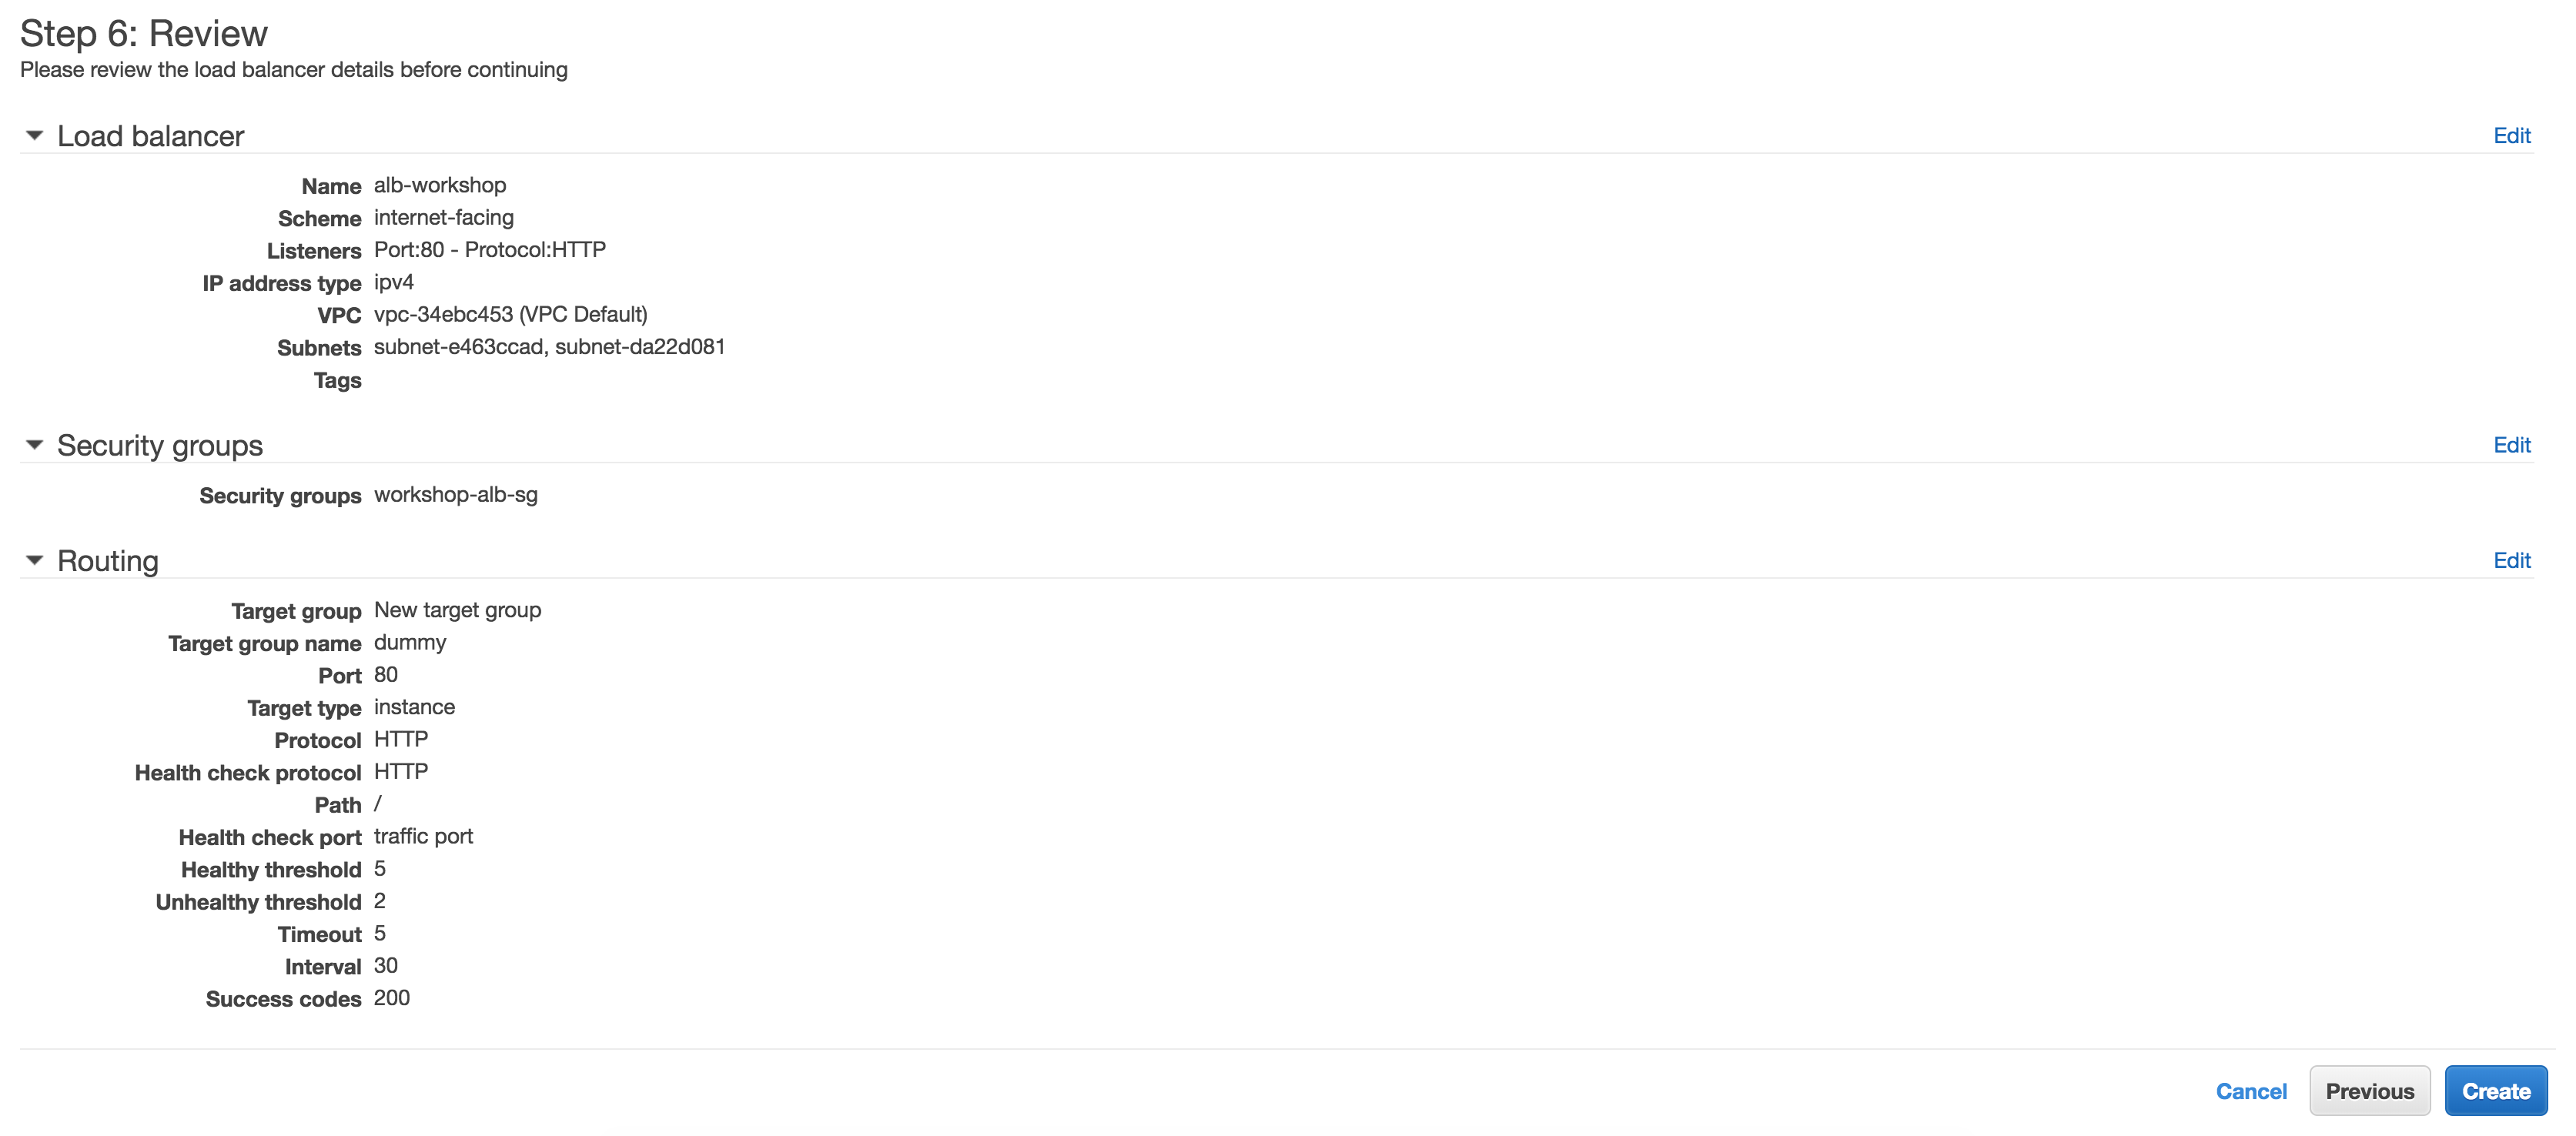 Step 6: Review
Please review the load balancer details before continuing
Load balancer Edit
Name alb-workshop
Scheme internet-facing
Listeners Port:80 - Protocol:HTTP
IP address type ipv4
VPC vpc-34ebc453 (VPC Default)
Subnets subnet-e463ccad, subnet-da22d081
Tags
Security groups Edit
Security groups workshop-alb-sg
Routing Edit
Target group New target group
Target group name dummy
Port 80
Target type instance
Protocol HTTP
Health check protocol HTTP
Path /
Health check port traffic port
Healthy threshold 5
Unhealthy threshold 2
Timeout 5
Interval 30
Success codes 200
Cancel Previous Create